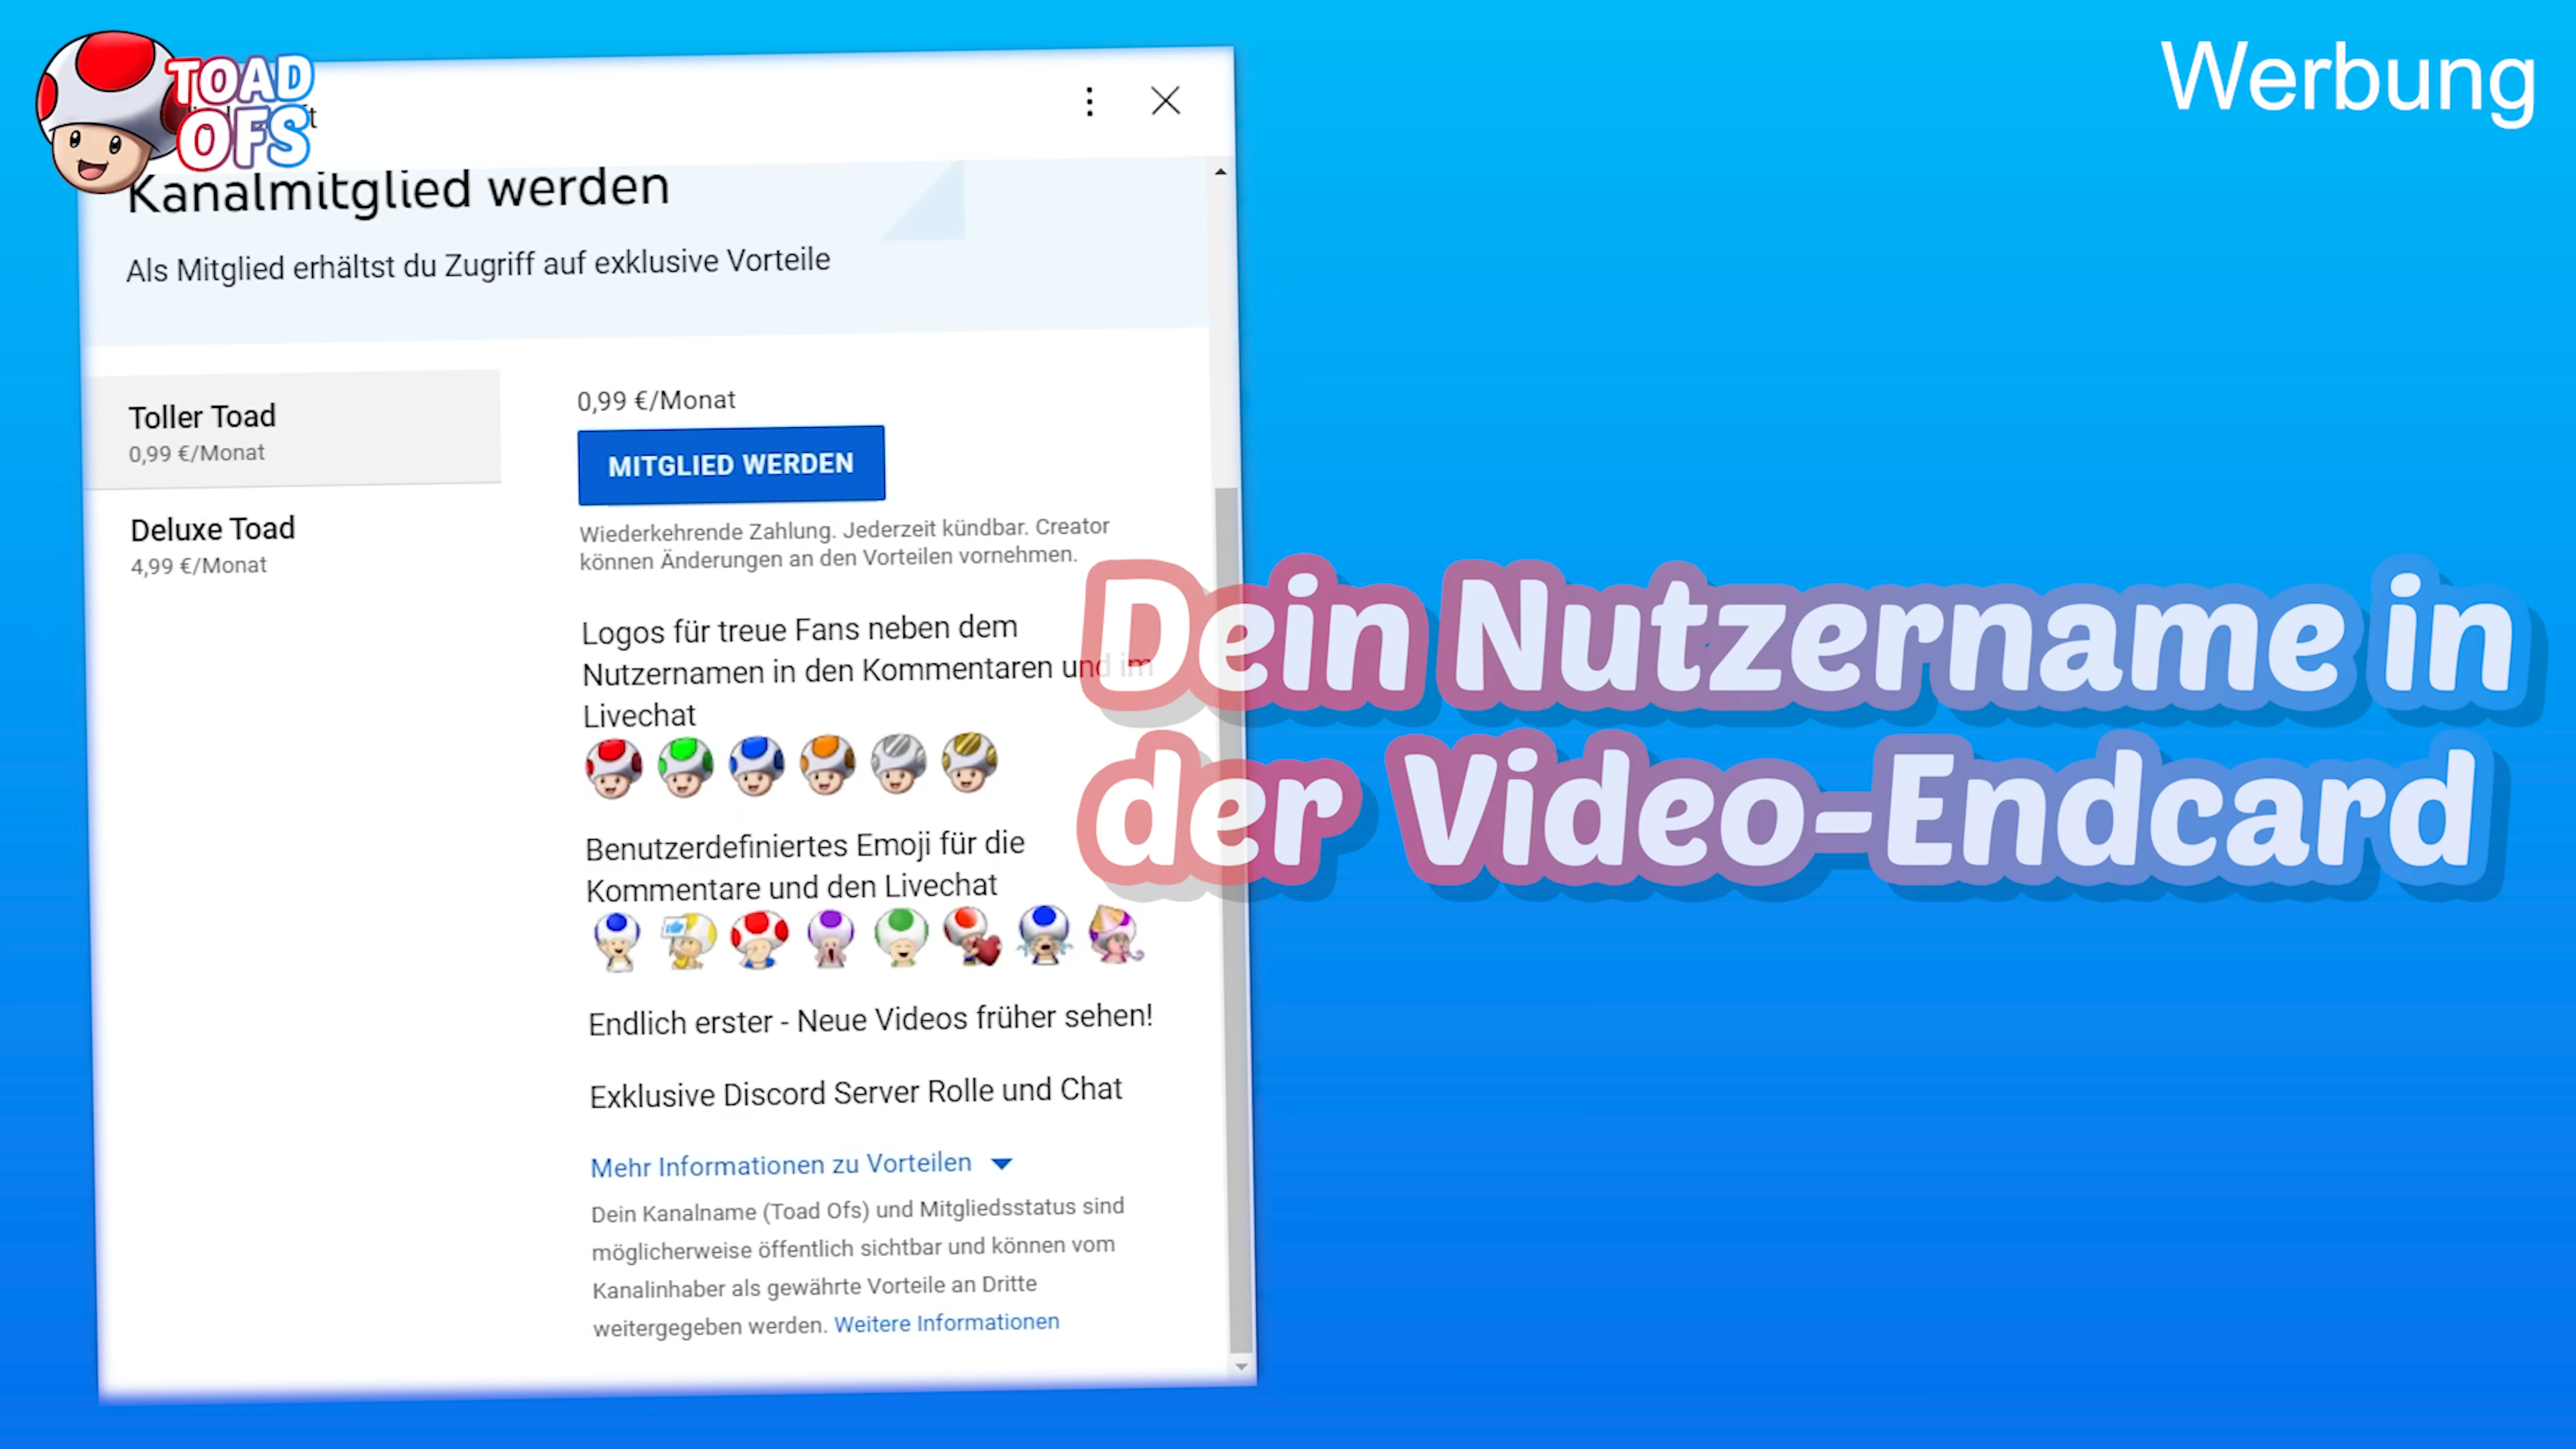 TOAD
OFS
Werbung
Kanalmitglied werden
Als Mitglied erhältst du Zugriff auf exklusive Vorteile
Toller Toad
0,99 €/Monat
Deluxe Toad
4,99 €/Monat
0,99 €/Monat
MITGLIED WERDEN
Wiederkehrende Zahlung. Jederzeit kündbar. Creator
können Änderungen an den Vorteilen vornehmen.
Logos für treue Fans neben dem
Nutzernamen in den Kommentaren und im
Livechat
Benutzerdefiniertes Emoji für die
Kommentare und den Livechat
Endlich erster - Neue Videos früher sehen!
Exklusive Discord Server Rolle und Chat
Mehr Informationen zu Vorteilen
Dein Kanalname (Toad Ofs) und Mitgliedsstatus sind
möglicherweise öffentlich sichtbar und können vom
Kanalinhaber als gewährte Vorteile an Dritte
weitergegeben werden. Weitere Informationen
Dein Nutzername in
der Video-Endcard